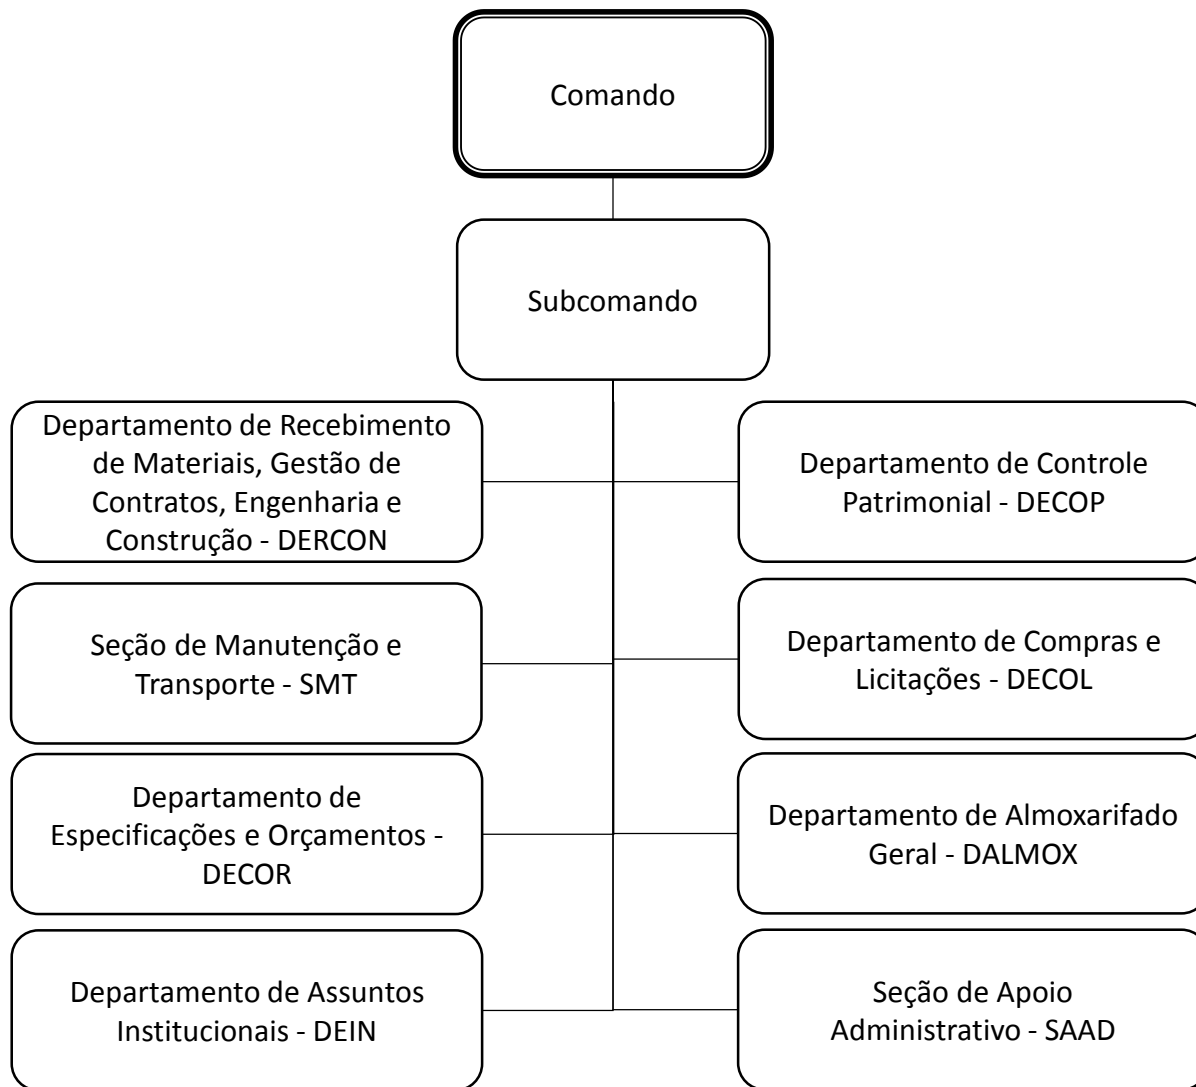 Comando
Subcomando
Departamento de Recebimento
de Materiais, Gestão de
Contratos, Engenharia e
Construção - DERCON
Departamento de Controle
Patrimonial - DECOP
Seção de Manutenção e
Transporte - SMT
Departamento de Compras e
Licitações - DECOL
Departamento de
Especificações e Orçamentos -
DECOR
Departamento de Almoxarifado
Geral - DALMOX
Departamento de Assuntos
Institucionais - DEIN
Seção de Apoio
Administrativo - SAAD